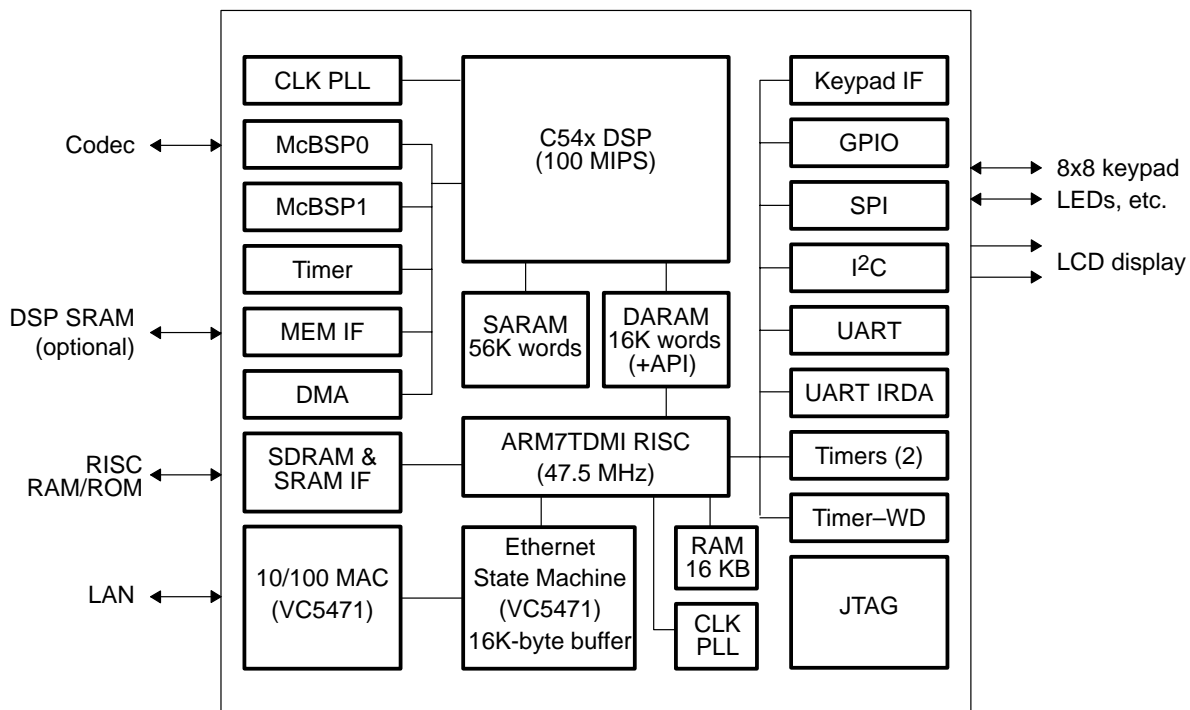 Codec
DSP SRAM
(optional)
RISC
RAM/ROM
LAN
CLK PLL
McBSP0
McBSP1
Timer
MEM IF
DMA
SDRAM &
SRAM IF
10/100 MAC
(VC5471)
C54x DSP
(100 MIPS)
SARAM
56K words
DARAM
16K words
(+API)
ARM7TDMI RISC
(47.5 MHz)
Ethernet
State Machine
(VC5471)
16K-byte buffer
RAM
16 KB
CLK
PLL
Keypad IF
GPIO
SPI
I²C
UART
UART IRDA
Timers (2)
Timer–WD
JTAG
8x8 keypad
LEDs, etc.
LCD display